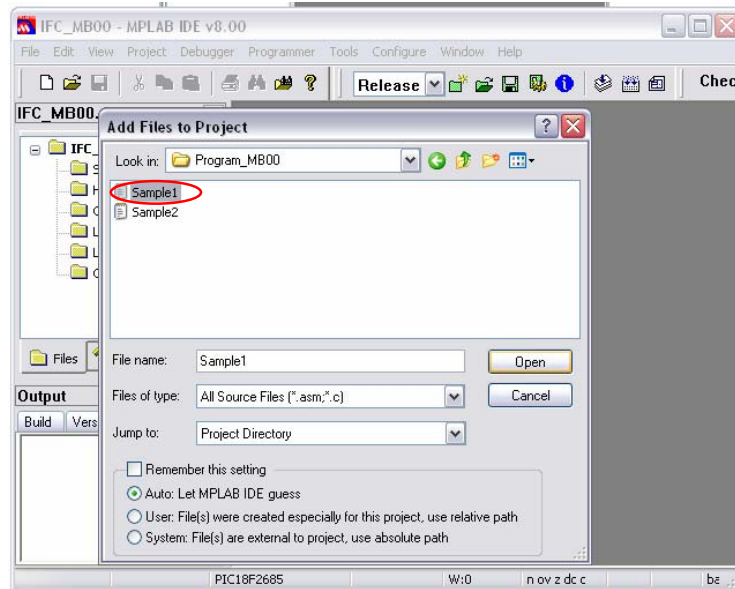 IFC_MB00 - MPLAB IDE v8.00
File Edit View Project Debugger Programmer Tools Configure Window Help
Release
Chec
IFC_MB00.
Add Files to Project
IFC_
Look in: Program_MB00
Sample1
Sample2
Files
File name: Sample1 Open
Output
Files of type: All Source Files (*.asm;*.c) Cancel
Build Vers
Jump to: Project Directory
Remember this setting
Auto: Let MPLAB IDE guess
User: File(s) were created especially for this project, use relative path
System: File(s) are external to project, use absolute path
PIC18F2685 W:0 n ov z dc c ba